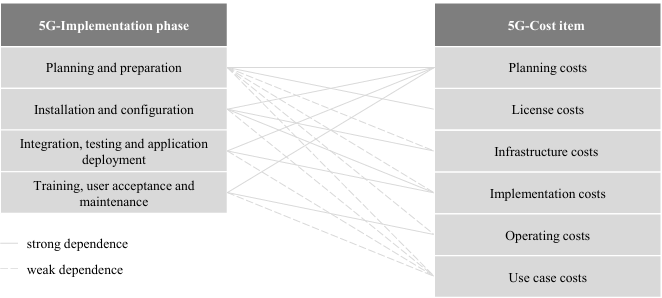 5G-Implementation phase
Planning and preparation
Installation and configuration
Integration, testing and application
deployment
Training, user acceptance and
maintenance
strong dependence
weak dependence
5G-Cost item
Planning costs
License costs
Infrastructure costs
Implementation costs
Operating costs
Use case costs